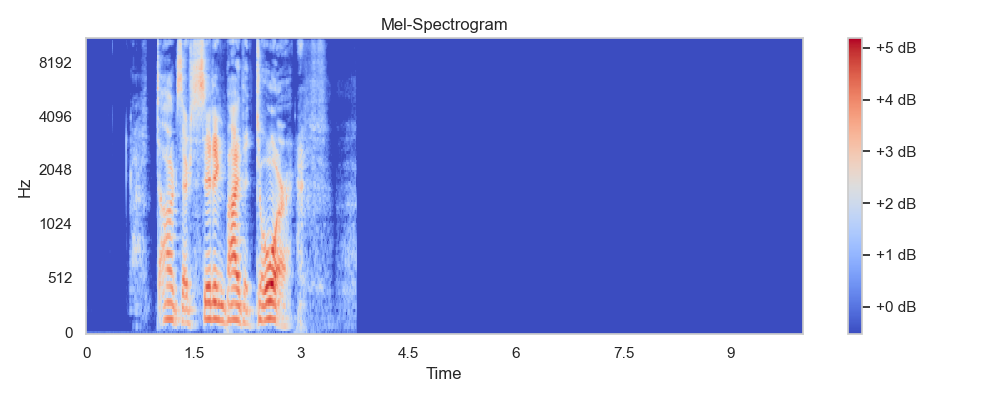 Mel-Spectrogram
Hz
8192
4096
2048
1024
512
0
0 1.5 3 4.5 6 7.5 9
Time
+5 dB
+4 dB
+3 dB
+2 dB
+1 dB
+0 dB